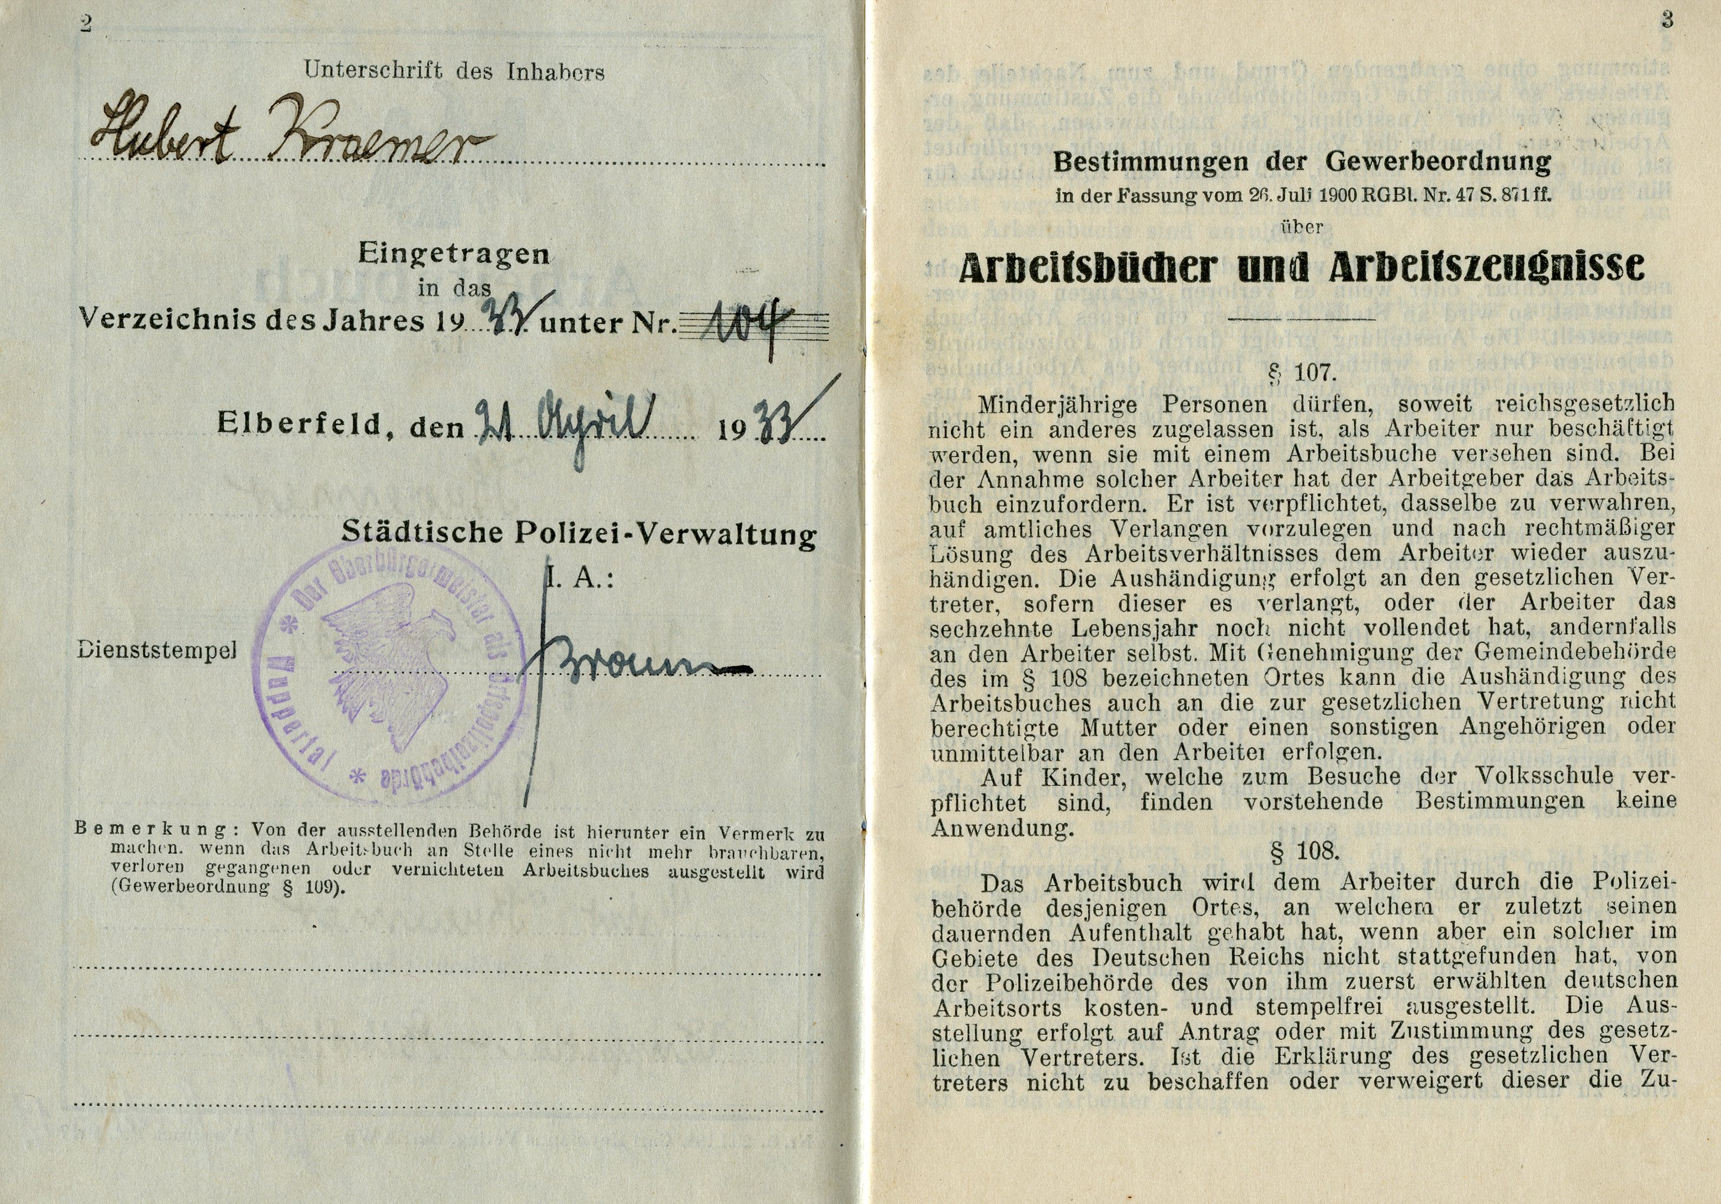 2
Unterschrift des Inhabers
Hubert Kraemer
Eingetragen
in das
Verzeichnis des Jahres 1933 unter Nr. 104
Elberfeld, den 21 April 1933
Städtische Polizei-Verwaltung
I. A.:
Dienststempel
Braun
* Der Oberbürgermeister als Ortspolizeibehörde * Wuppertal
Bemerkung: Von der ausstellenden Behörde ist hierunter ein Vermerk zu
machen. wenn das Arbeitsbuch an Stelle eines nicht mehr brauchbaren,
verloren gegangenen oder vernichteten Arbeitsbuches ausgestellt wird
(Gewerbeordnung § 109).
3
Bestimmungen der Gewerbeordnung
in der Fassung vom 26. Juli 1900 RGBl. Nr. 47 S. 871 ff.
über
Arbeitsbücher und Arbeitszeugnisse
§ 107.
Minderjährige Personen dürfen, soweit reichsgesetzlich
nicht ein anderes zugelassen ist, als Arbeiter nur beschäftigt
werden, wenn sie mit einem Arbeitsbuche versehen sind. Bei
der Annahme solcher Arbeiter hat der Arbeitgeber das Arbeits-
buch einzufordern. Er ist verpflichtet, dasselbe zu verwahren,
auf amtliches Verlangen vorzulegen und nach rechtmäßiger
Lösung des Arbeitsverhältnisses dem Arbeiter wieder auszu-
händigen. Die Aushändigung erfolgt an den gesetzlichen Ver-
treter, sofern dieser es verlangt, oder der Arbeiter das
sechzehnte Lebensjahr noch nicht vollendet hat, andernfalls
an den Arbeiter selbst. Mit Genehmigung der Gemeindebehörde
des im § 108 bezeichneten Ortes kann die Aushändigung des
Arbeitsbuches auch an die zur gesetzlichen Vertretung nicht
berechtigte Mutter oder einen sonstigen Angehörigen oder
unmittelbar an den Arbeiter erfolgen.
Auf Kinder, welche zum Besuche der Volksschule ver-
pflichtet sind, finden vorstehende Bestimmungen keine
Anwendung.
§ 108.
Das Arbeitsbuch wird dem Arbeiter durch die Polizei-
behörde desjenigen Ortes, an welchem er zuletzt seinen
dauernden Aufenthalt gehabt hat, wenn aber ein solcher im
Gebiete des Deutschen Reichs nicht stattgefunden hat, von
der Polizeibehörde des von ihm zuerst erwählten deutschen
Arbeitsorts kosten- und stempelfrei ausgestellt. Die Aus-
stellung erfolgt auf Antrag oder mit Zustimmung des gesetz-
lichen Vertreters. Ist die Erklärung des gesetzlichen Ver-
treters nicht zu beschaffen oder verweigert dieser die Zu-